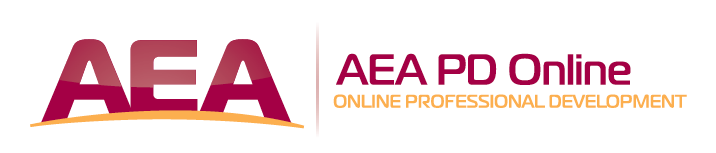 AEA
AEA PD Online
ONLINE PROFESSIONAL DEVELOPMENT